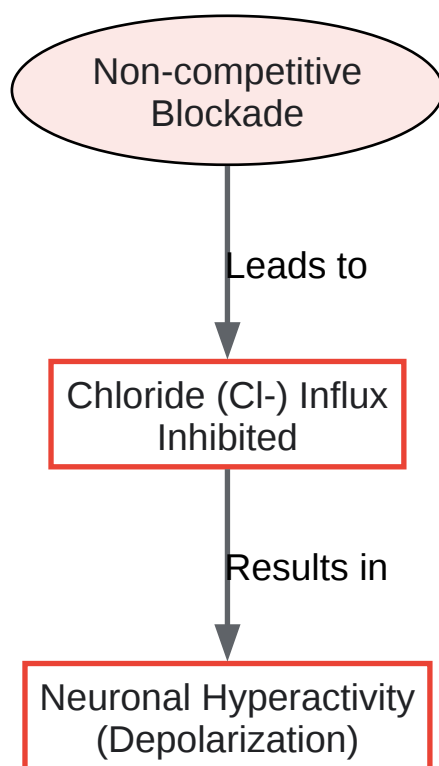 Non-competitive
Blockade
Leads to
Chloride (Cl-) Influx
Inhibited
Results in
Neuronal Hyperactivity
(Depolarization)